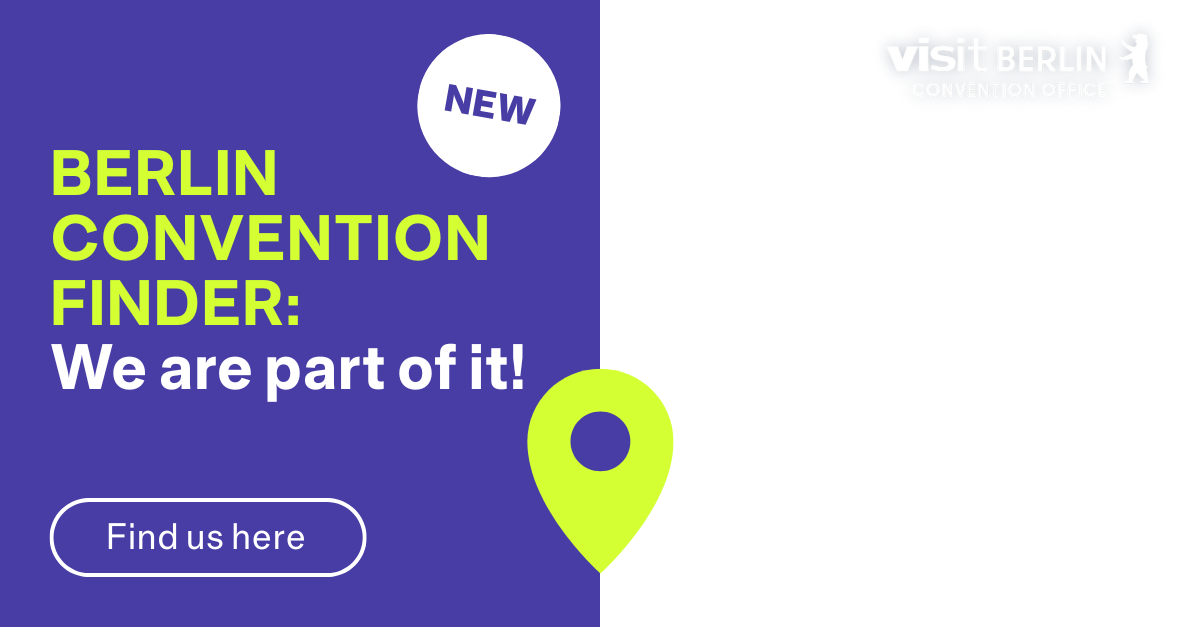 NEW
BERLIN
CONVENTION
FINDER:
We are part of it!
Find us here
visit BERLIN
CONVENTION OFFICE